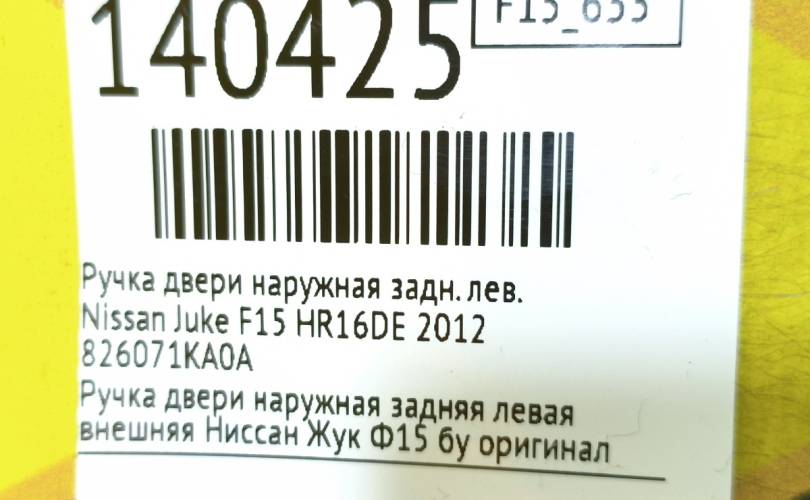 140425
F15_655
Ручка двери наружная задн. лев.
Nissan Juke F15 HR16DE 2012
826071KA0A
Ручка двери наружная задняя левая
внешняя Ниссан Жук Ф15 бу оригинал